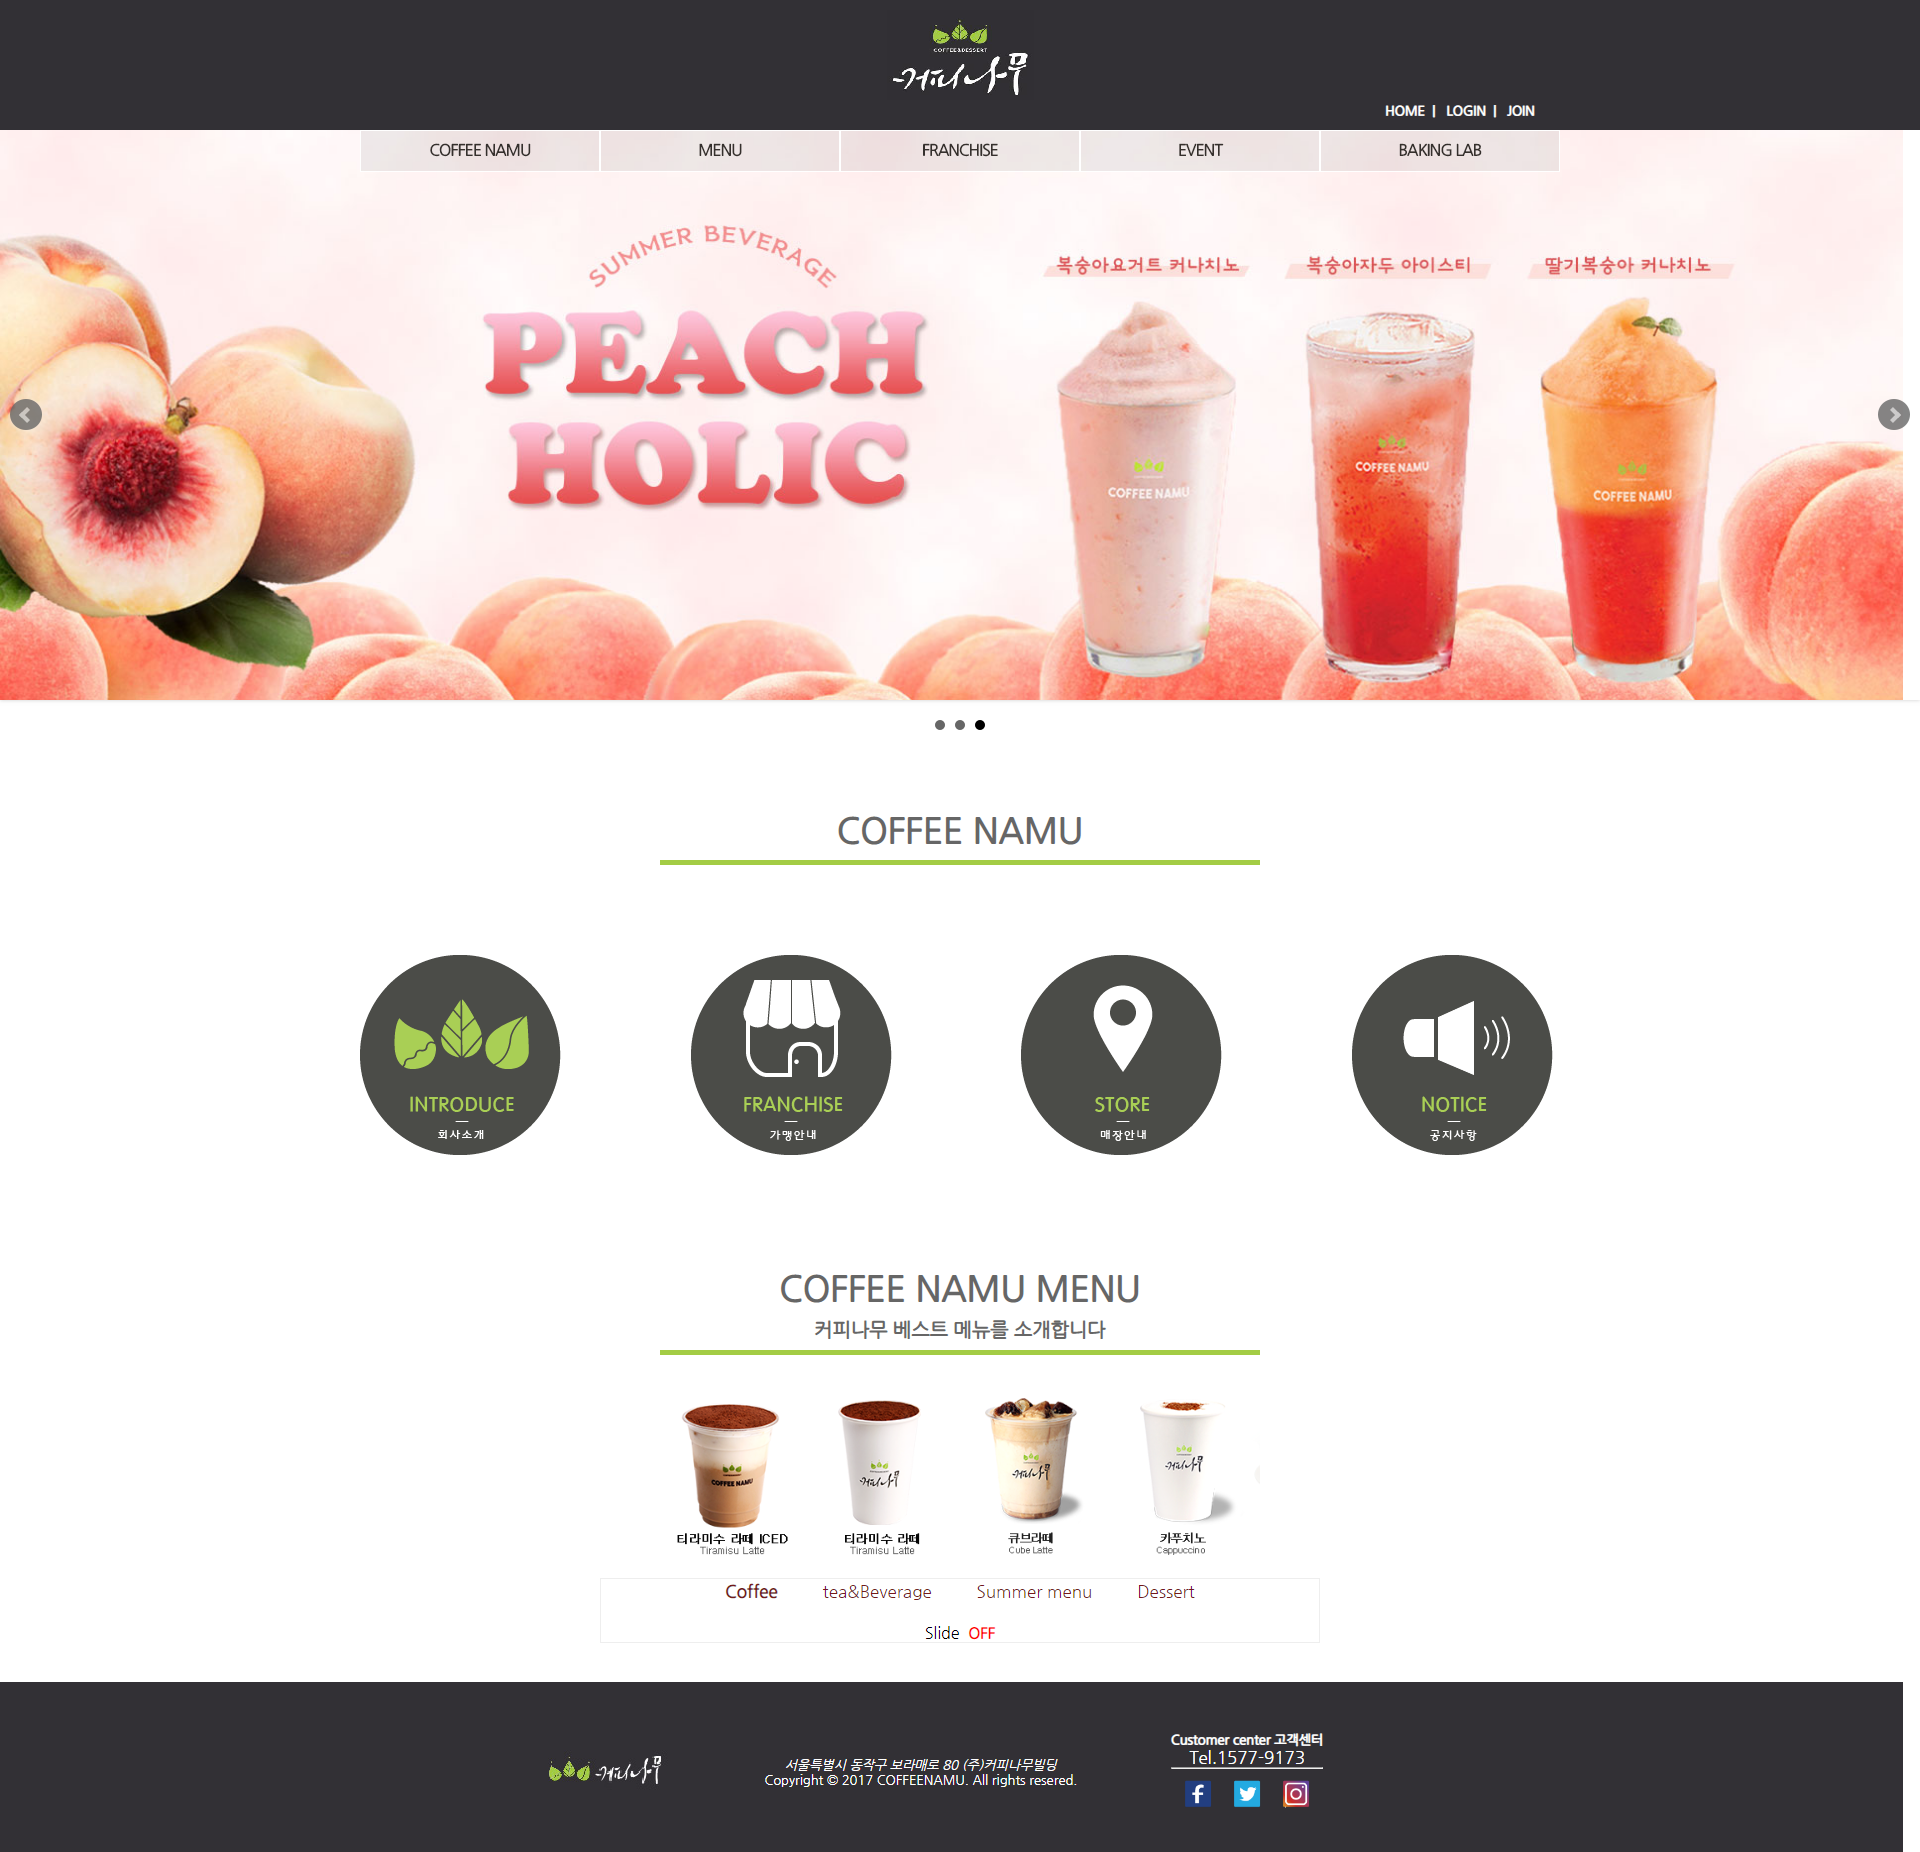 COFFEE&DESSERT
커피나무
HOME | LOGIN | JOIN
COFFEE NAMU
MENU
FRANCHISE
EVENT
BAKING LAB
SUMMER BEVERAGE
PEACH
HOLIC
복숭아요거트 커나치노
복숭아자두 아이스티
딸기복숭아 커나치노
COFFEE NAMU
COFFEE NAMU
COFFEE NAMU
COFFEE NAMU
INTRODUCE
회사소개
FRANCHISE
가맹안내
STORE
매장안내
NOTICE
공지사항
COFFEE NAMU MENU
커피나무 베스트 메뉴를 소개합니다
COFFEE NAMU
커피나무
커피나무
커피나무
티라미수 라떼 ICED
Tiramisu Latte
티라미수 라떼
Tiramisu Latte
큐브라떼
Cube Latte
카푸치노
Cappuccino
Coffee
tea&Beverage
Summer menu
Dessert
Slide OFF
커피나무
서울특별시 동작구 보라매로 80 (주)커피나무빌딩
Copyright © 2017 COFFEENAMU. All rights resered.
Customer center 고객센터
Tel.1577-9173